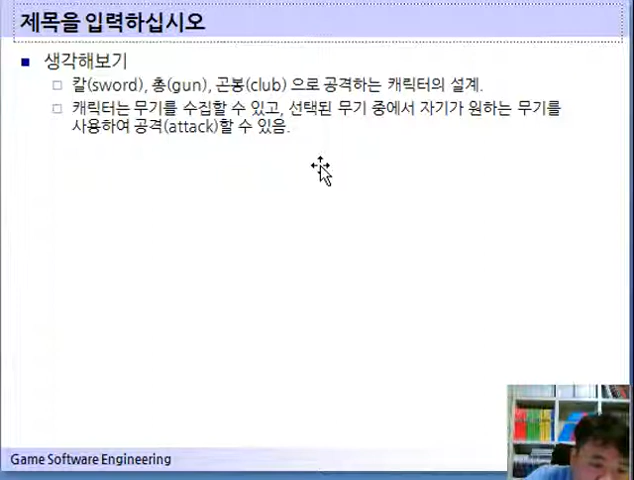 제목을 입력하십시오
생각해보기
칼(sword), 총(gun), 곤봉(club) 으로 공격하는 캐릭터의 설계.
캐릭터는 무기를 수집할 수 있고, 선택된 무기 중에서 자기가 원하는 무기를
사용하여 공격(attack)할 수 있음.
Game Software Engineering